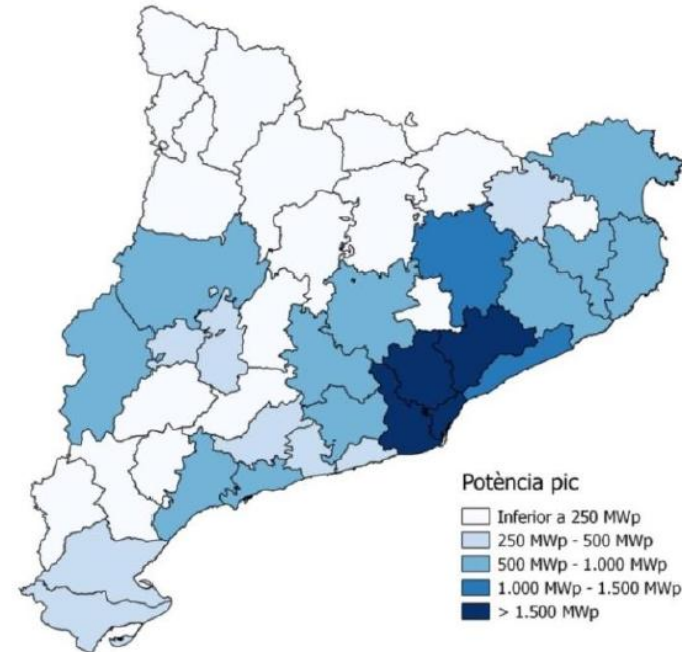 Potència pic
Inferior a 250 MWp
250 MWp - 500 MWp
500 MWp - 1.000 MWp
1.000 MWp - 1.500 MWp
> 1.500 MWp